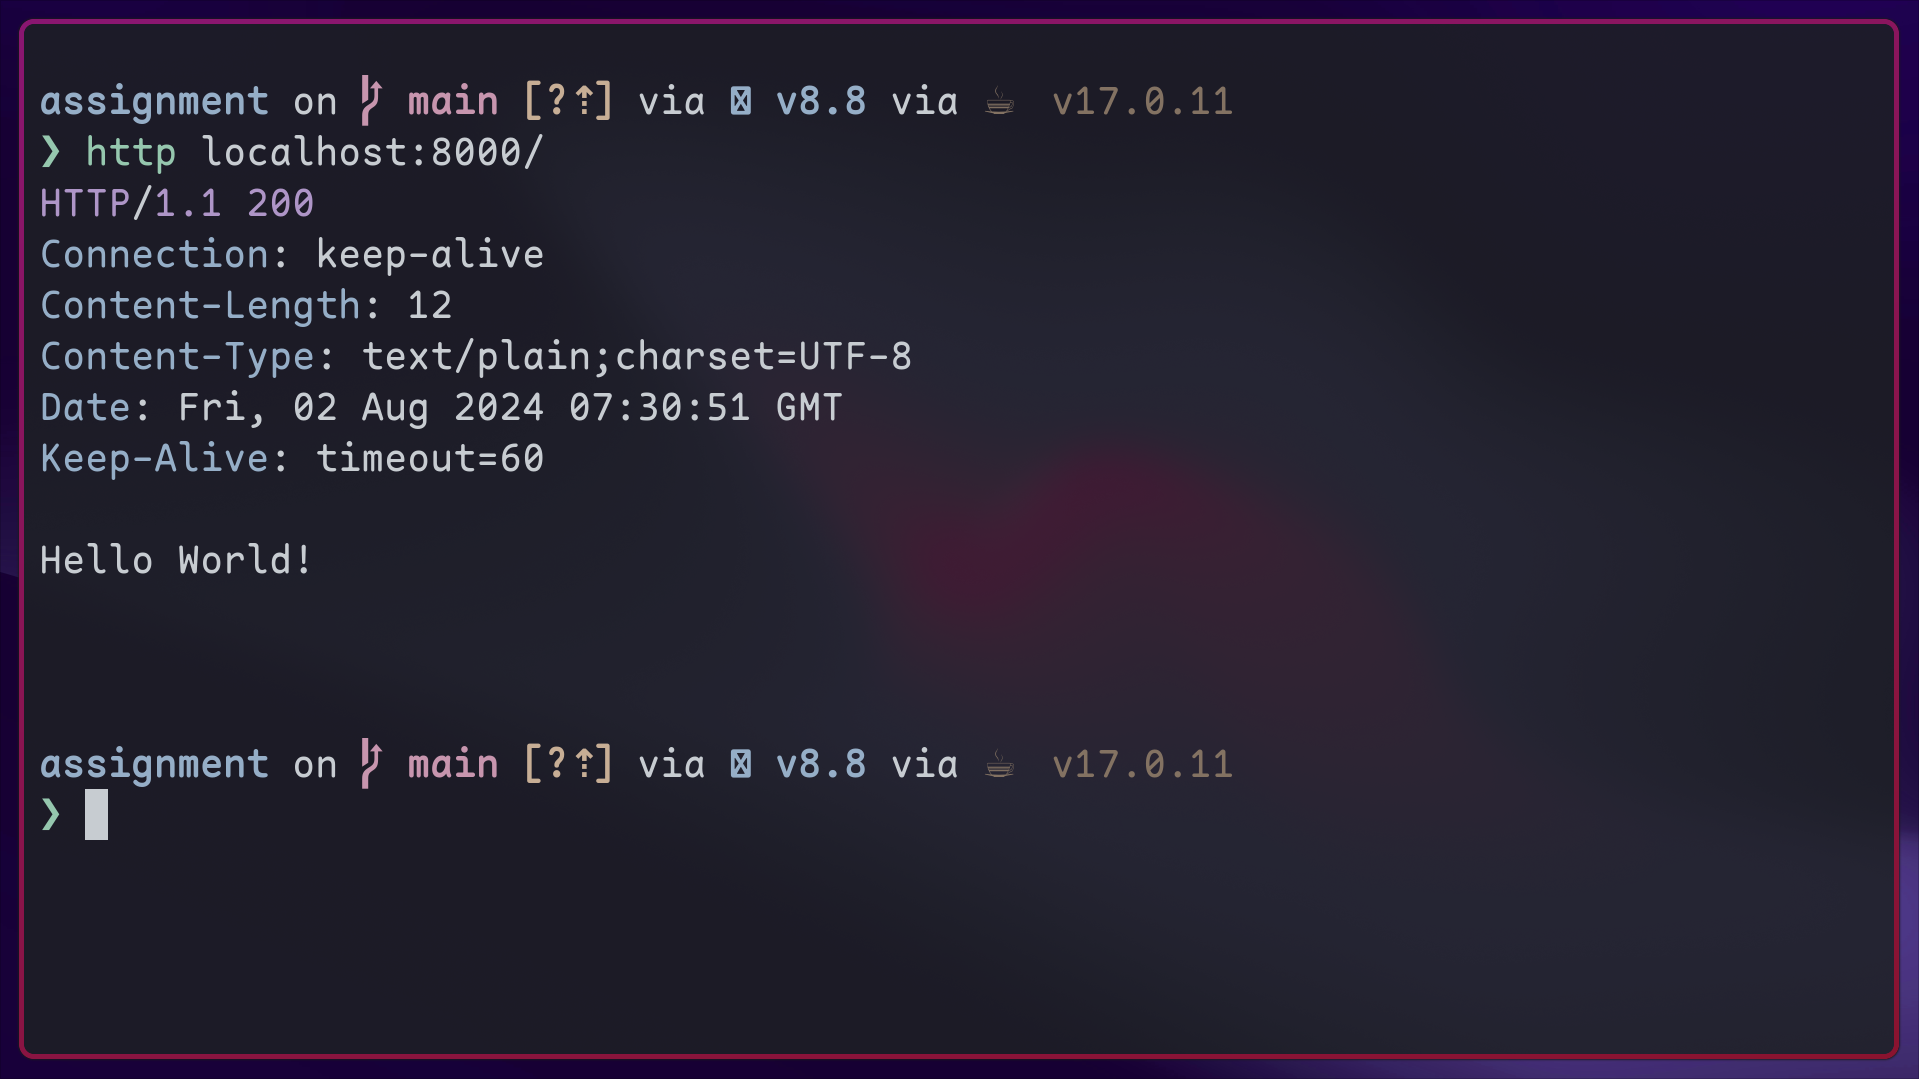 assignment on main [?⇡] via v8.8 via ☕ v17.0.11
❯ http localhost:8000/
HTTP/1.1 200
Connection: keep-alive
Content-Length: 12
Content-Type: text/plain;charset=UTF-8
Date: Fri, 02 Aug 2024 07:30:51 GMT
Keep-Alive: timeout=60
Hello World!
assignment on main [?⇡] via v8.8 via ☕ v17.0.11
❯